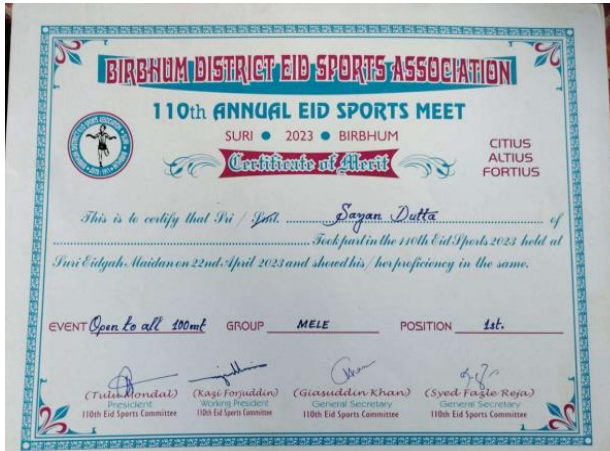 BIRBHUM DISTRICT EID SPORTS ASSOCIATION
110th ANNUAL EID SPORTS MEET
SURI ● 2023 ● BIRBHUM
Certificate of Merit
CITIUS
ALTIUS
FORTIUS
This is to certify that Sri / Smt. Sayan Dutta of
Took part in the 110th Eid Sports 2023 held at
Suri Eidgah Maidan on 22nd April 2023 and showed his / her proficiency in the same.
EVENT Open to all 100mt GROUP MELE POSITION 1st.
(Tulu Mondal) (Kazi Forjuddin) (Giasuddin Khan) (Syed Fazle Reja)
President Working President General Secretary General Secretary
110th Eid Sports Committee 110th Eid Sports Committee 110th Eid Sports Committee 110th Eid Sports Committee